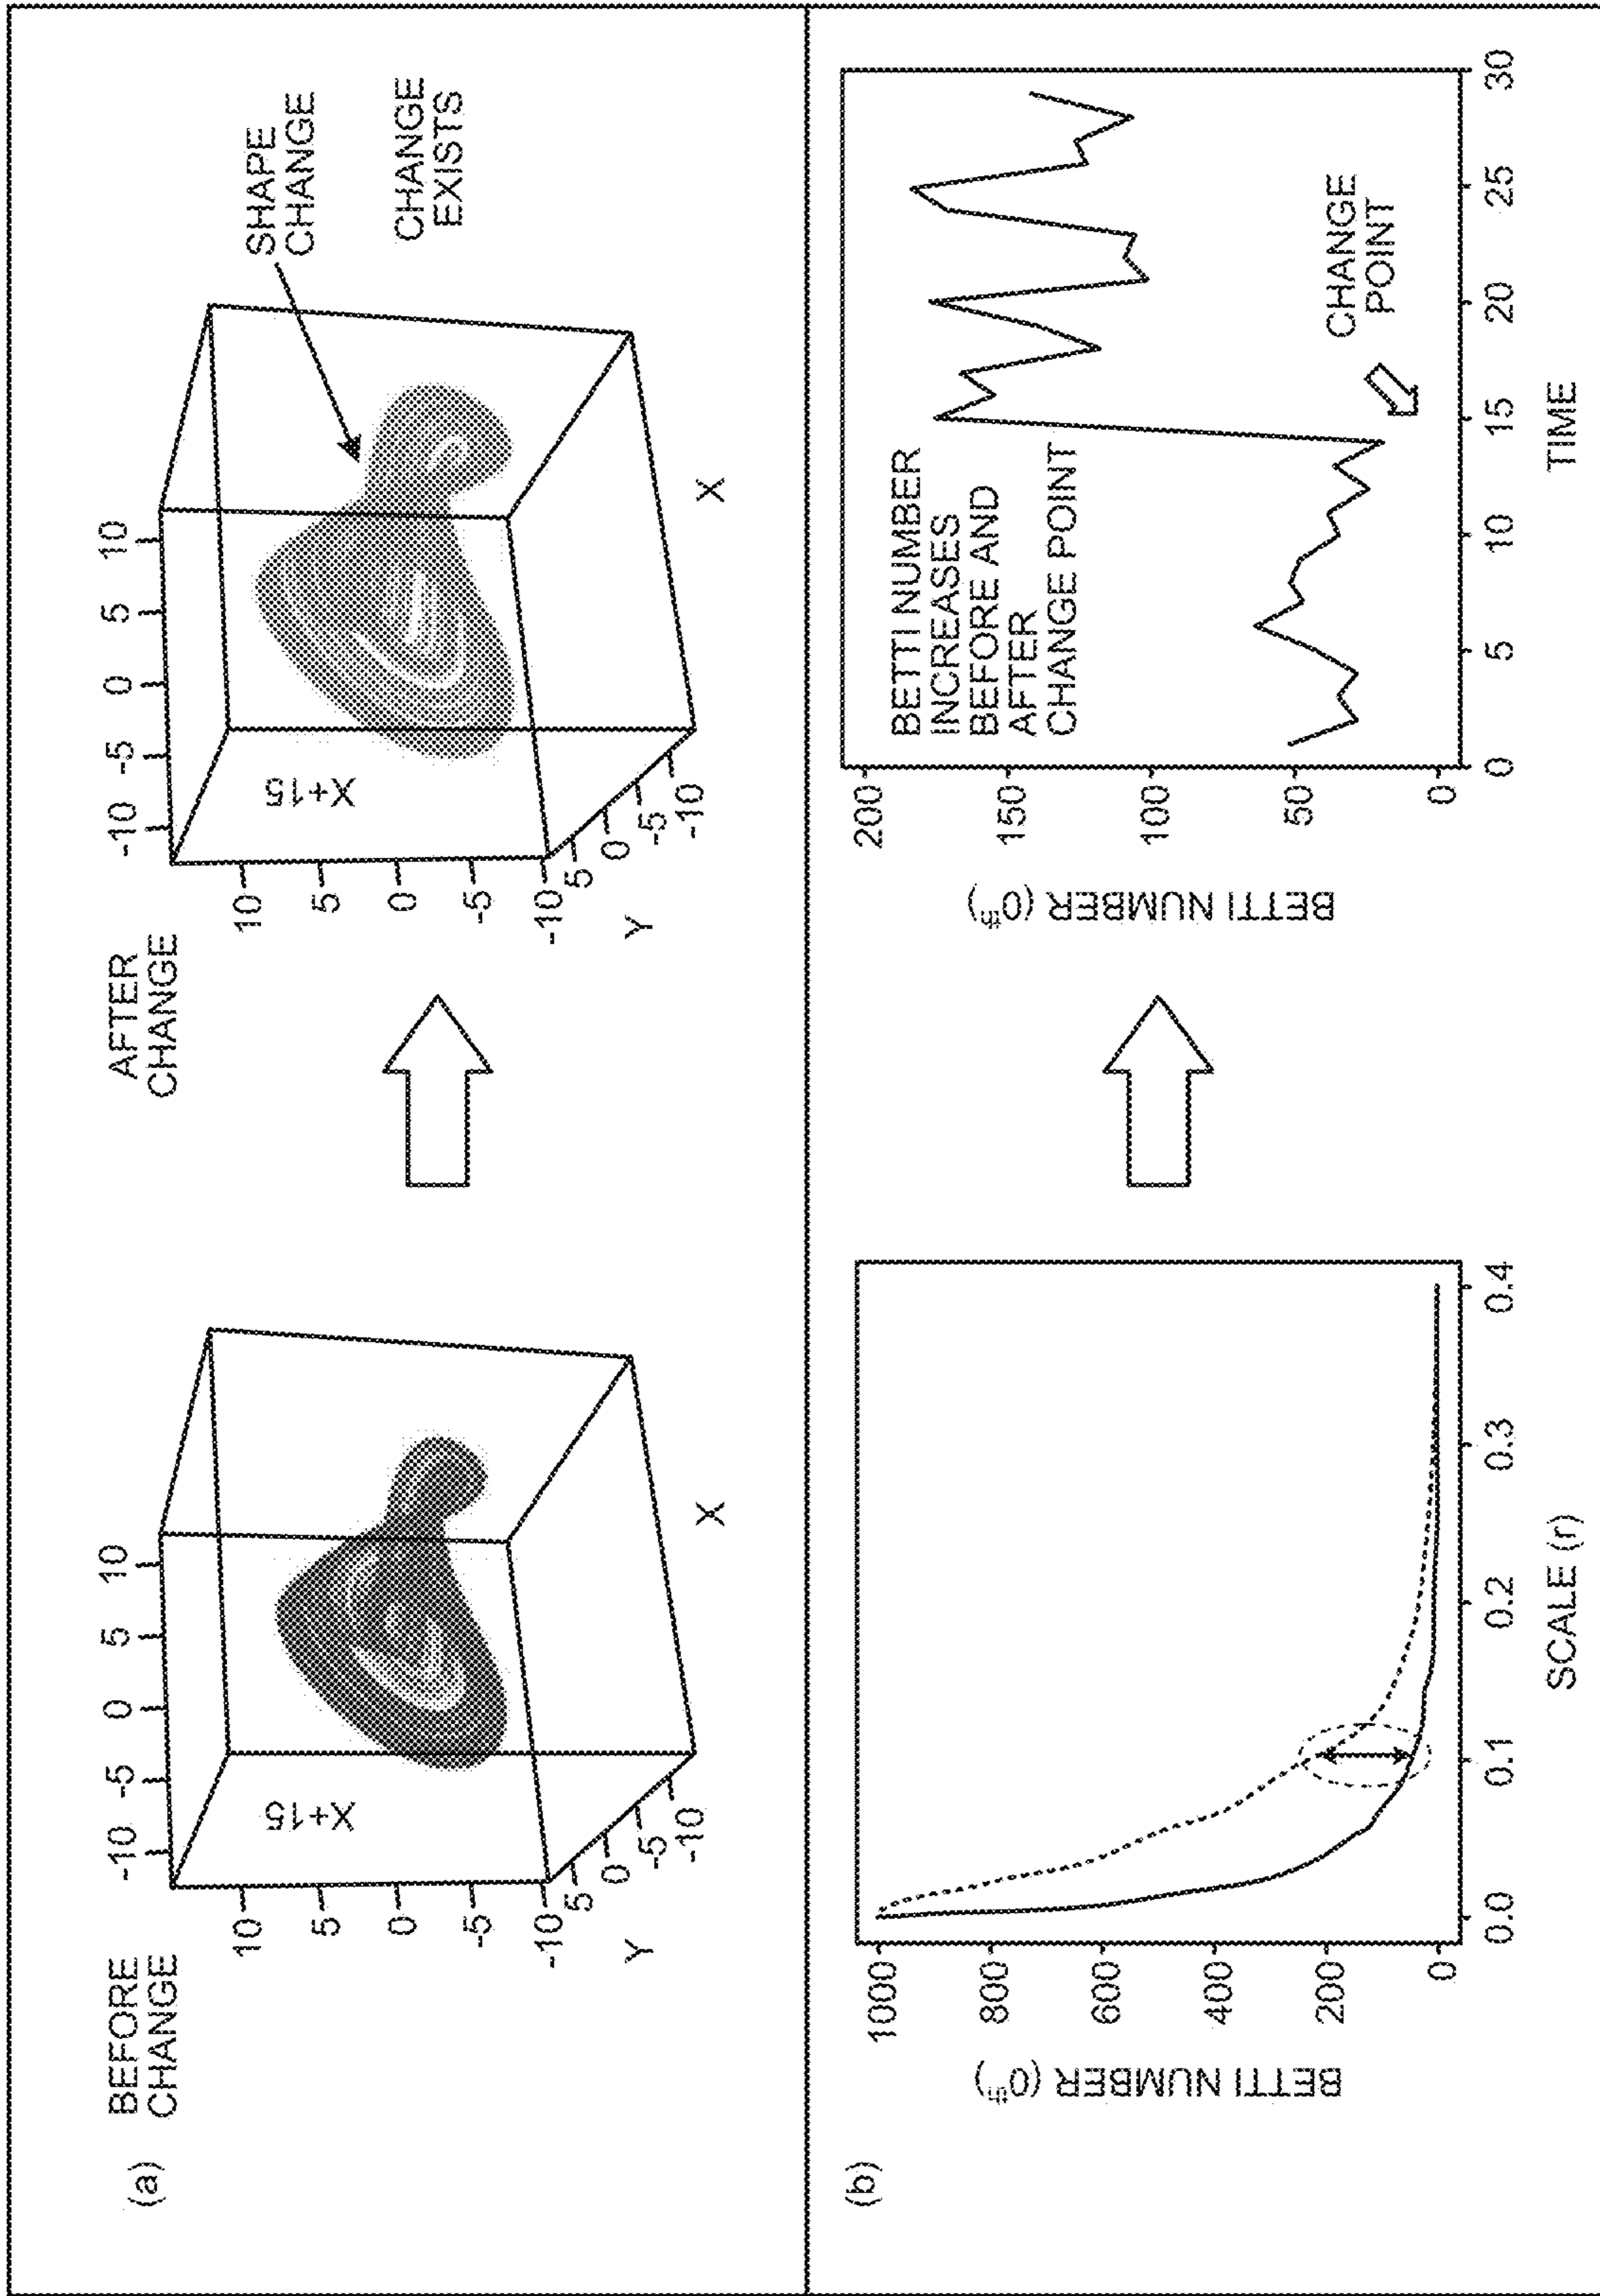 (a)
BEFORE
CHANGE
-10 -5 0 5 10
10
5
0
-5
-10
X+15
5
0
-5
-10
Y
X
AFTER
CHANGE
-10 -5 0 5 10
10
5
0
-5
-10
X+15
5
0
-5
-10
Y
X
SHAPE
CHANGE
CHANGE
EXISTS
(b)
BETTI NUMBER (0th)
1000
800
600
400
200
0
0.0 0.1 0.2 0.3 0.4
SCALE (r)
BETTI NUMBER (0th)
200
150
100
50
0
BETTI NUMBER
INCREASES
BEFORE AND
AFTER
CHANGE POINT
CHANGE
POINT
0 5 10 15 20 25 30
TIME